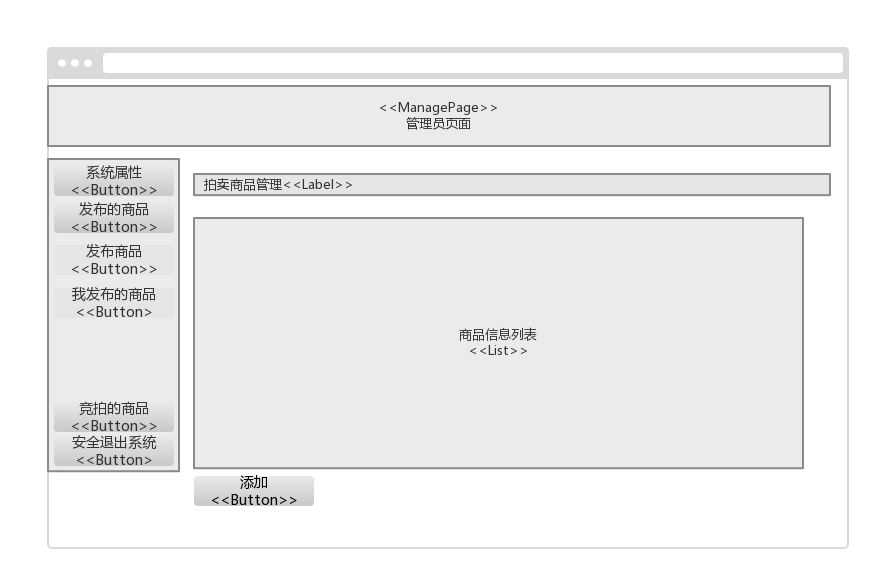 <<ManagePage>>
管理员页面
系统属性
<<Button>>
发布的商品
<<Button>>
发布商品
<<Button>>
我发布的商品
<<Button>
竞拍的商品
<<Button>>
安全退出系统
<<Button>
拍卖商品管理<<Label>>
商品信息列表
<<List>>
添加
<<Button>>